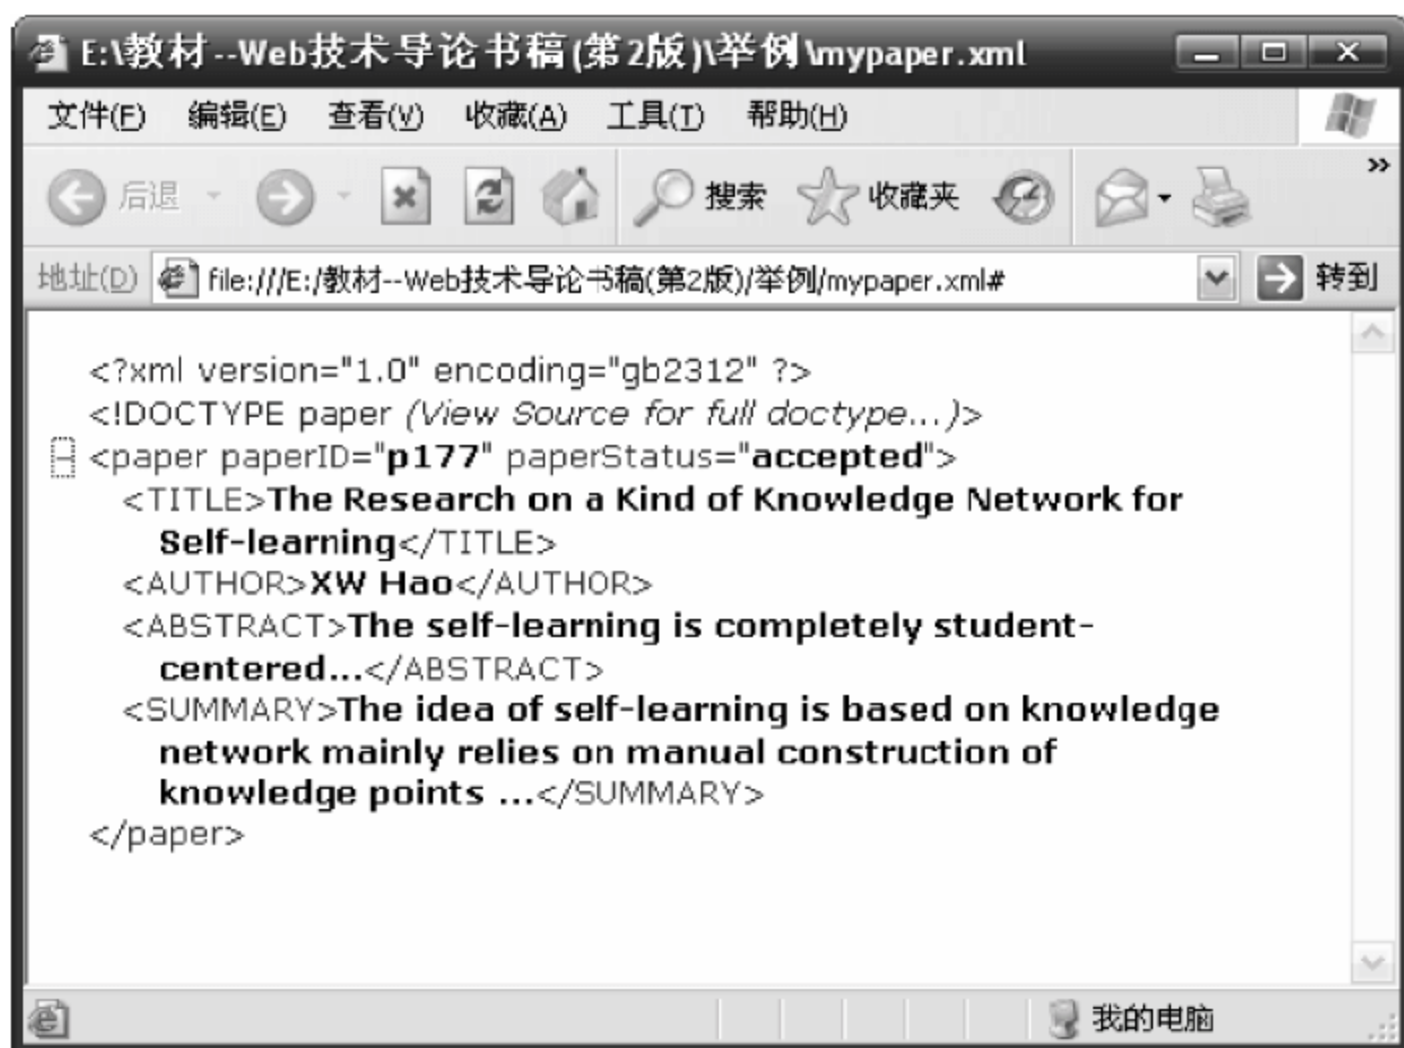 E:\教材--Web技术导论书稿(第2版)\举例\mypaper.xml
文件(F) 编辑(E) 查看(V) 收藏(A) 工具(T) 帮助(H)
后退 搜索 收藏夹 »
地址(D) file:///E:/教材--Web技术导论书稿(第2版)/举例/mypaper.xml# 转到
<?xml version="1.0" encoding="gb2312" ?>
<!DOCTYPE paper (View Source for full doctype...)>
- <paper paperID="p177" paperStatus="accepted">
<TITLE>The Research on a Kind of Knowledge Network for
Self-learning</TITLE>
<AUTHOR>XW Hao</AUTHOR>
<ABSTRACT>The self-learning is completely student-
centered...</ABSTRACT>
<SUMMARY>The idea of self-learning is based on knowledge
network mainly relies on manual construction of
knowledge points ...</SUMMARY>
</paper>
我的电脑